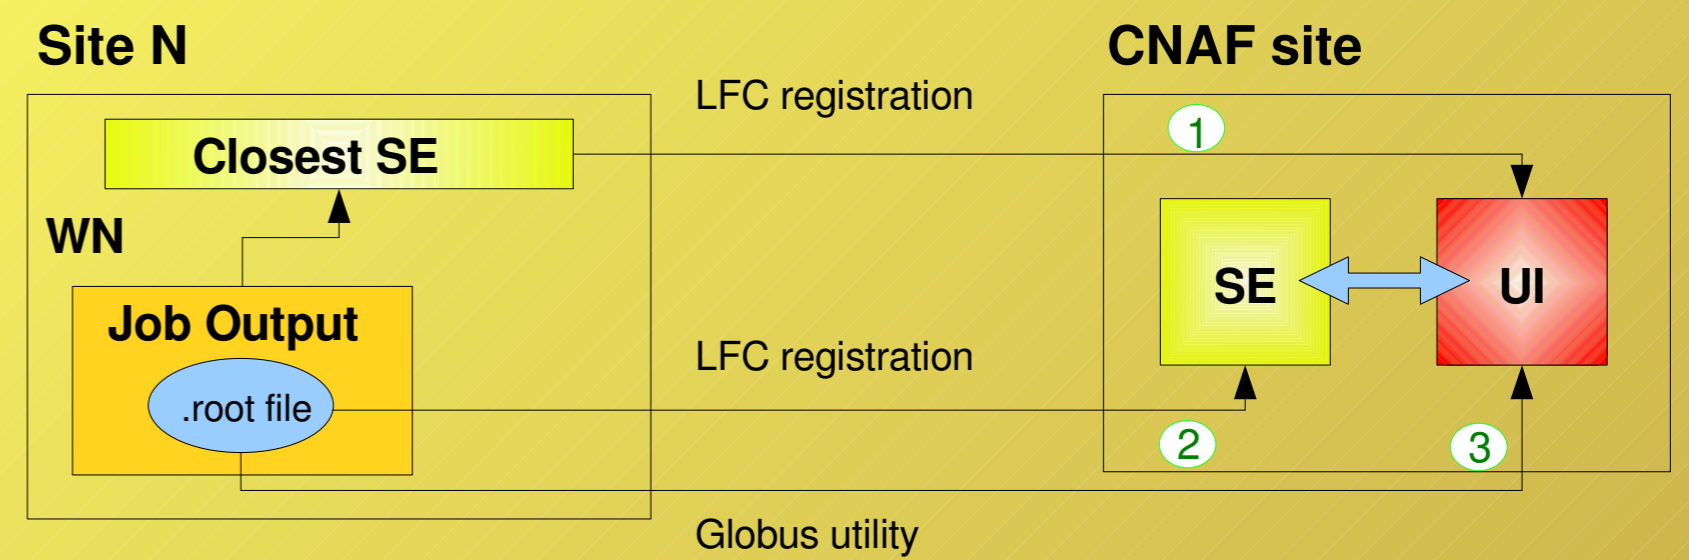 Site N
CNAF site
LFC registration
1
Closest SE
WN
SE
UI
Job Output
LFC registration
.root file
2
3
Globus utility